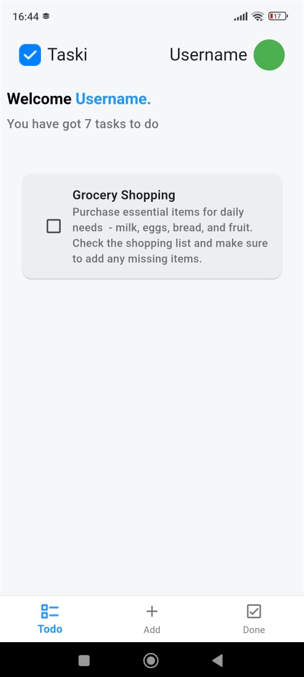 16:44
17
Taski
Username
Welcome Username.
You have got 7 tasks to do
Grocery Shopping
Purchase essential items for daily
needs  - milk, eggs, bread, and fruit.
Check the shopping list and make sure
to add any missing items.
Todo
Add
Done